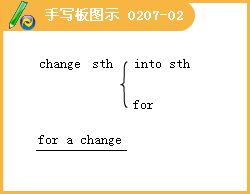 手写板图示 0207-02
change sth { into sth
for
for a change